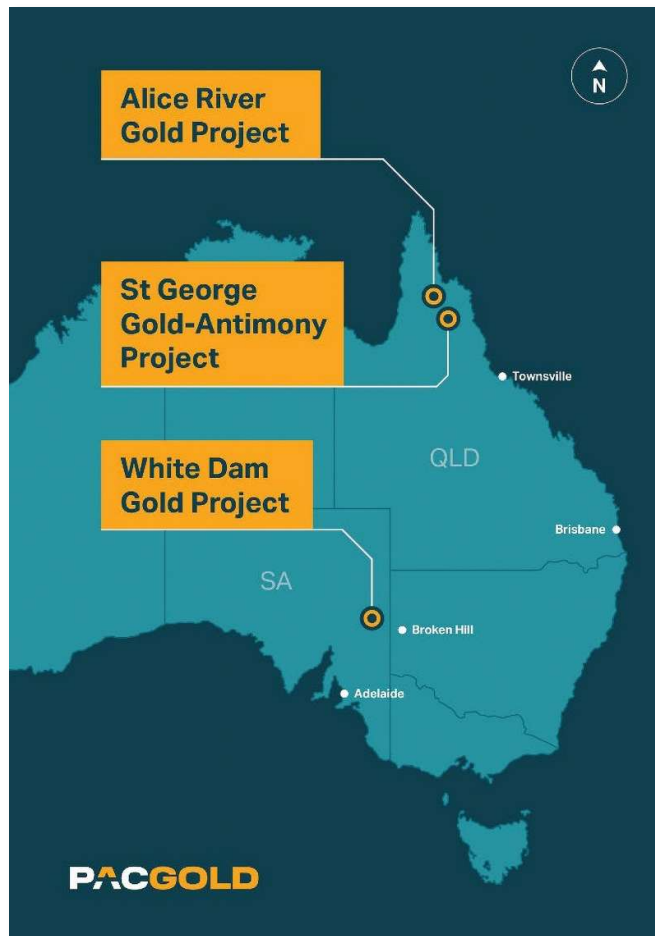 Alice River
Gold Project
N
St George
Gold-Antimony
Project
Townsville
White Dam
Gold Project
QLD
Brisbane
SA
Broken Hill
Adelaide
PACGOLD